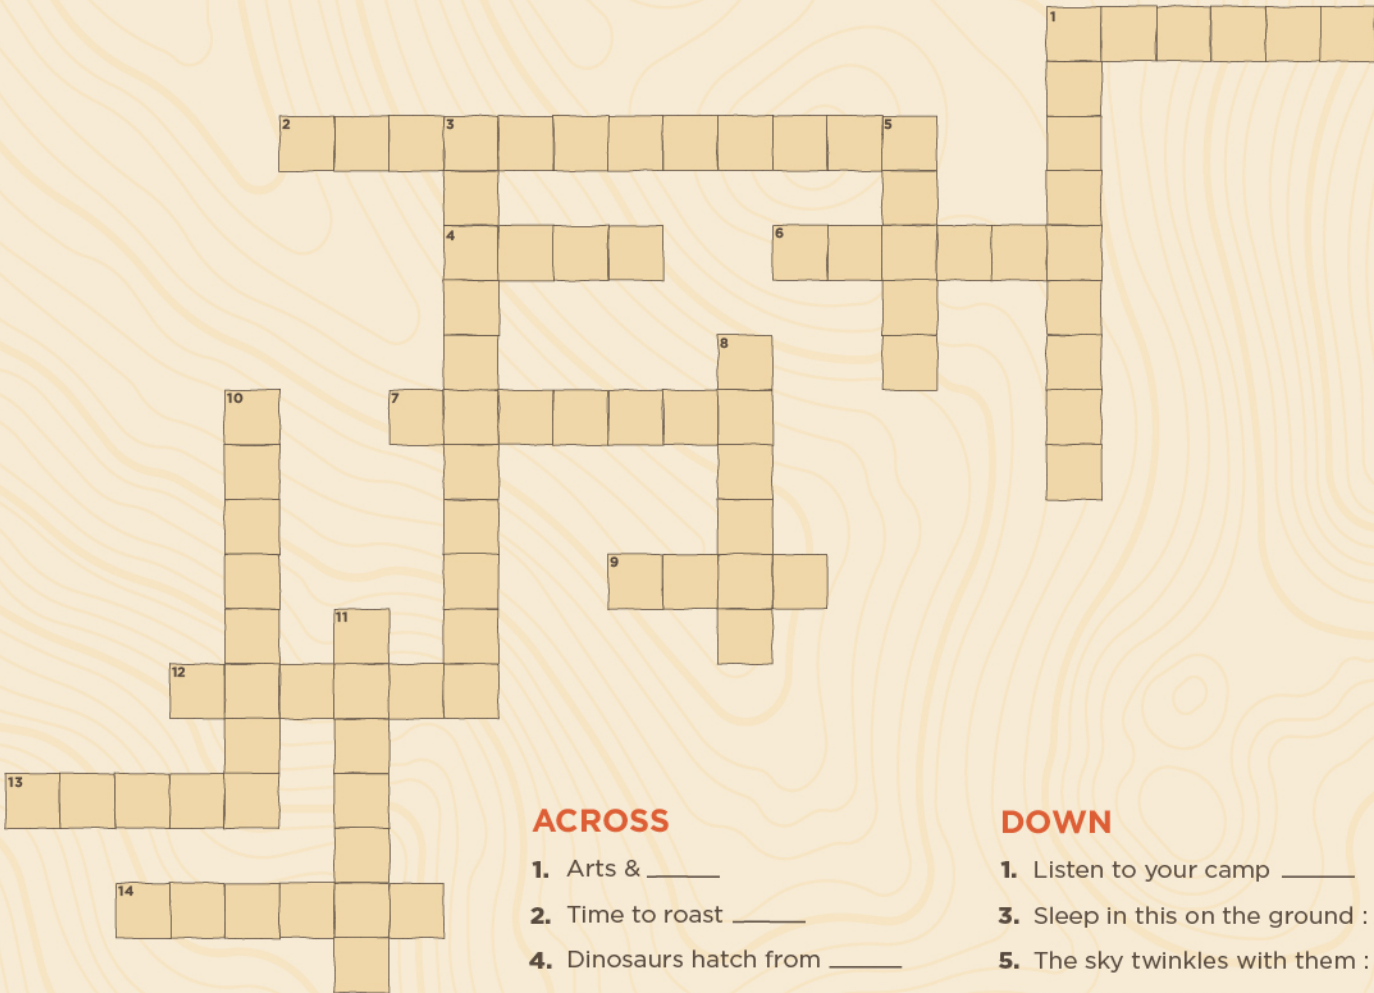 1
2
3
5
4
6
8
10
7
9
11
12
13
14
ACROSS
1. Arts & ______
2. Time to roast ______
4. Dinosaurs hatch from ______
DOWN
1. Listen to your camp ______
3. Sleep in this on the ground :
5. The sky twinkles with them :